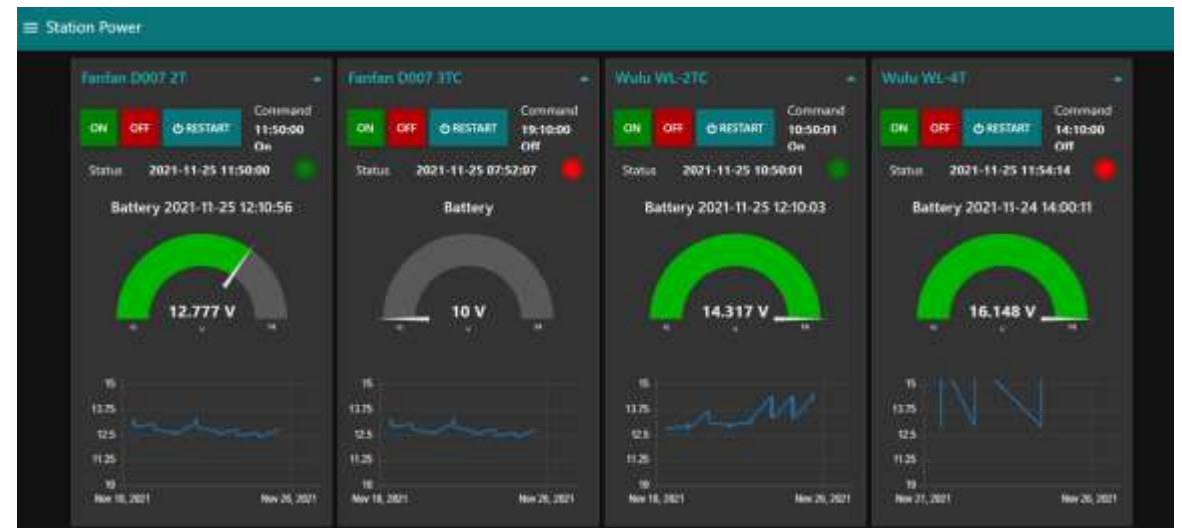 Station Power
Fanfan D007 2T
ON OFF RESTART
Command
11:50:00
On
Status 2021-11-25 11:50:00
Battery 2021-11-25 12:10:56
12.777 V
10 V 14
15
13.75
12.5
11.25
10
Nov 18, 2021 Nov 26, 2021
Fanfan D007 3TC
ON OFF RESTART
Command
19:10:00
Off
Status 2021-11-25 07:52:07
Battery
10 V
10 V 14
15
13.75
12.5
11.25
10
Nov 18, 2021 Nov 26, 2021
Wulu WL-2TC
ON OFF RESTART
Command
10:50:01
On
Status 2021-11-25 10:50:01
Battery 2021-11-25 12:10:03
14.317 V
10 V 14
15
13.75
12.5
11.25
10
Nov 18, 2021 Nov 26, 2021
Wulu WL-4T
ON OFF RESTART
Command
14:10:00
Off
Status 2021-11-25 11:54:14
Battery 2021-11-24 14:00:11
16.148 V
10 V 14
15
13.75
12.5
11.25
10
Nov 21, 2021 Nov 26, 2021